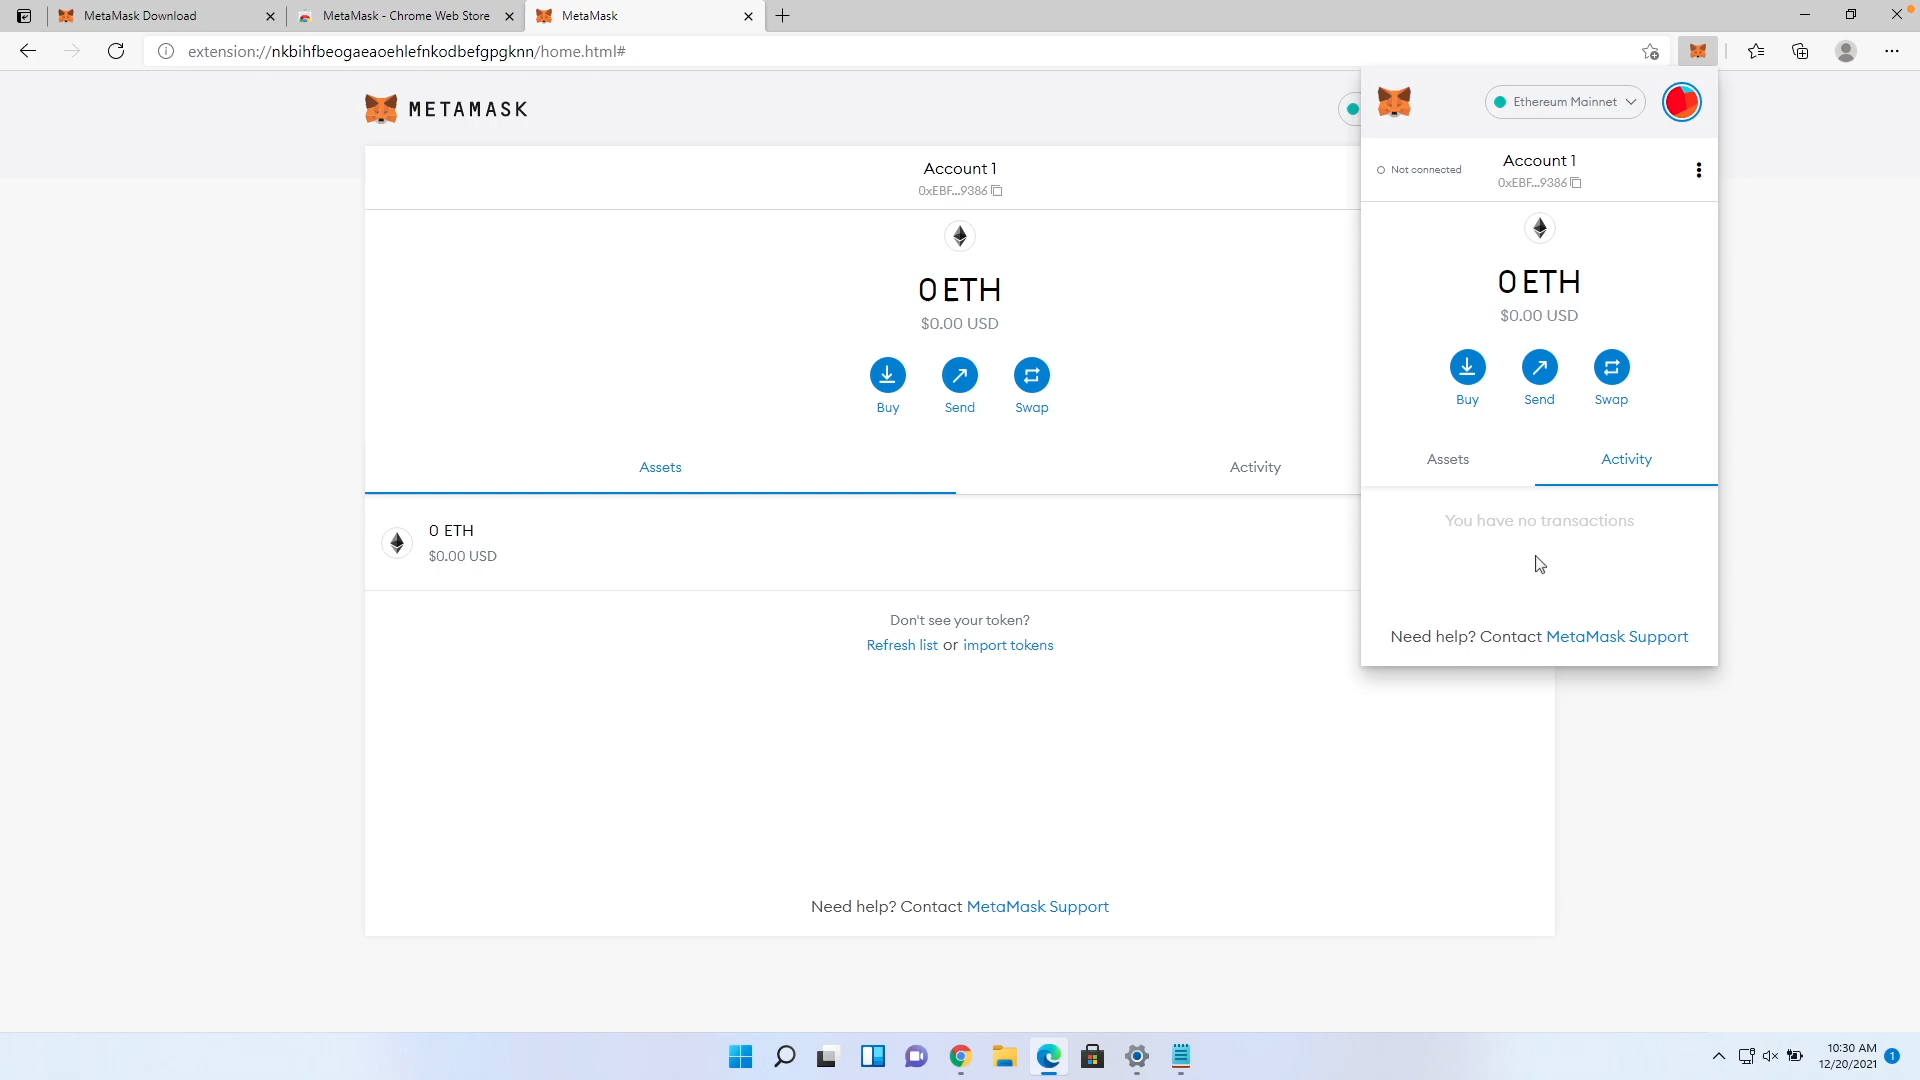 MetaMask Download
MetaMask - Chrome Web Store
MetaMask
extension://nkbihfbeogaeaoehlefnkodbefgpgknn/home.html#
METAMASK
Account 1
0xEBF...9386
0 ETH
$0.00 USD
Buy
Send
Swap
Assets
Activity
0 ETH
$0.00 USD
Don't see your token?
Refresh list or import tokens
Need help? Contact MetaMask Support
Ethereum Mainnet
Not connected
Account 1
0xEBF...9386
0 ETH
$0.00 USD
Buy
Send
Swap
Assets
Activity
You have no transactions
Need help? Contact MetaMask Support
10:30 AM
12/20/2021
1